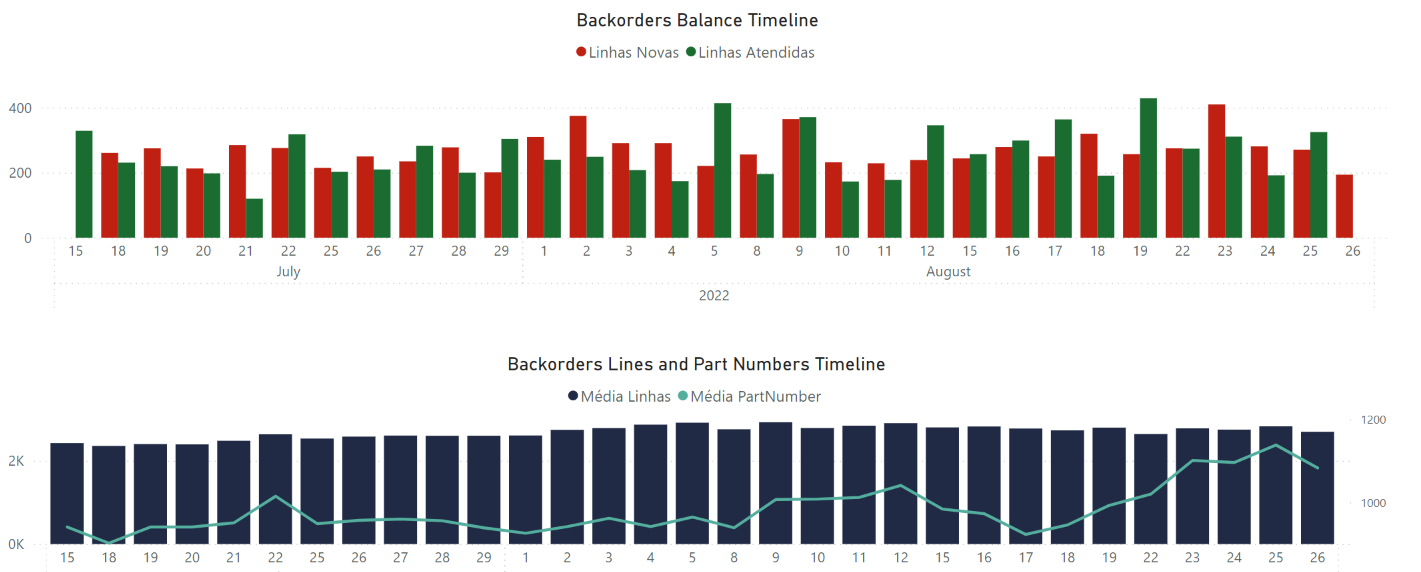 Backorders Balance Timeline
Linhas Novas Linhas Atendidas
400
200
0
15 18 19 20 21 22 25 26 27 28 29 1 2 3 4 5 8 9 10 11 12 15 16 17 18 19 22 23 24 25 26
July August
2022
Backorders Lines and Part Numbers Timeline
Média Linhas Média PartNumber
1200
2K
1000
0K
15 18 19 20 21 22 25 26 27 28 29 1 2 3 4 5 8 9 10 11 12 15 16 17 18 19 22 23 24 25 26